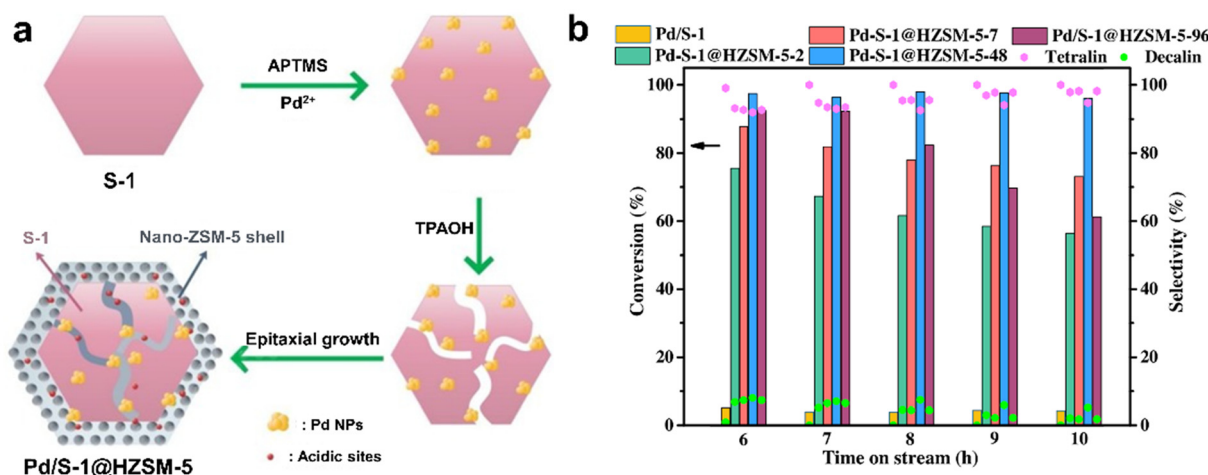 a
S-1
APTMS
Pd²⁺
TPAOH
Epitaxial growth
S-1
Nano-ZSM-5 shell
Pd/S-1@HZSM-5
: Pd NPs
: Acidic sites
b
Pd/S-1 Pd-S-1@HZSM-5-7 Pd/S-1@HZSM-5-96
Pd-S-1@HZSM-5-2 Pd-S-1@HZSM-5-48 Tetralin Decalin
Conversion (%)
100
80
60
40
20
0
6 7 8 9 10
Time on stream (h)
100
80
60
40
20
0
Selectivity (%)